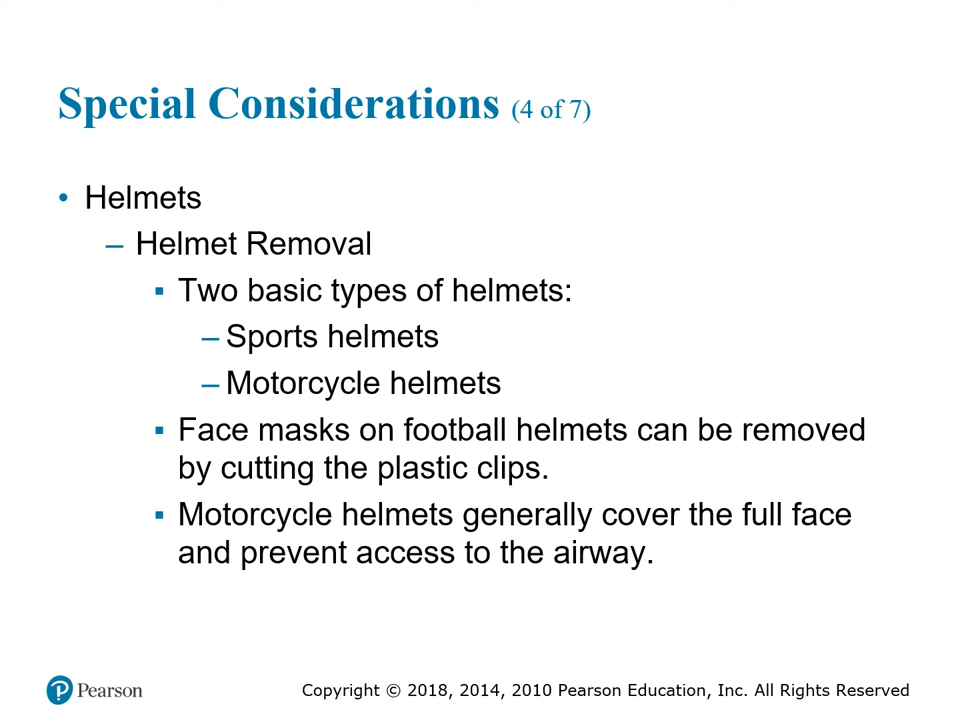 Special Considerations (4 of 7)
• Helmets
– Helmet Removal
▪ Two basic types of helmets:
– Sports helmets
– Motorcycle helmets
▪ Face masks on football helmets can be removed
by cutting the plastic clips.
▪ Motorcycle helmets generally cover the full face
and prevent access to the airway.
Pearson
Copyright © 2018, 2014, 2010 Pearson Education, Inc. All Rights Reserved